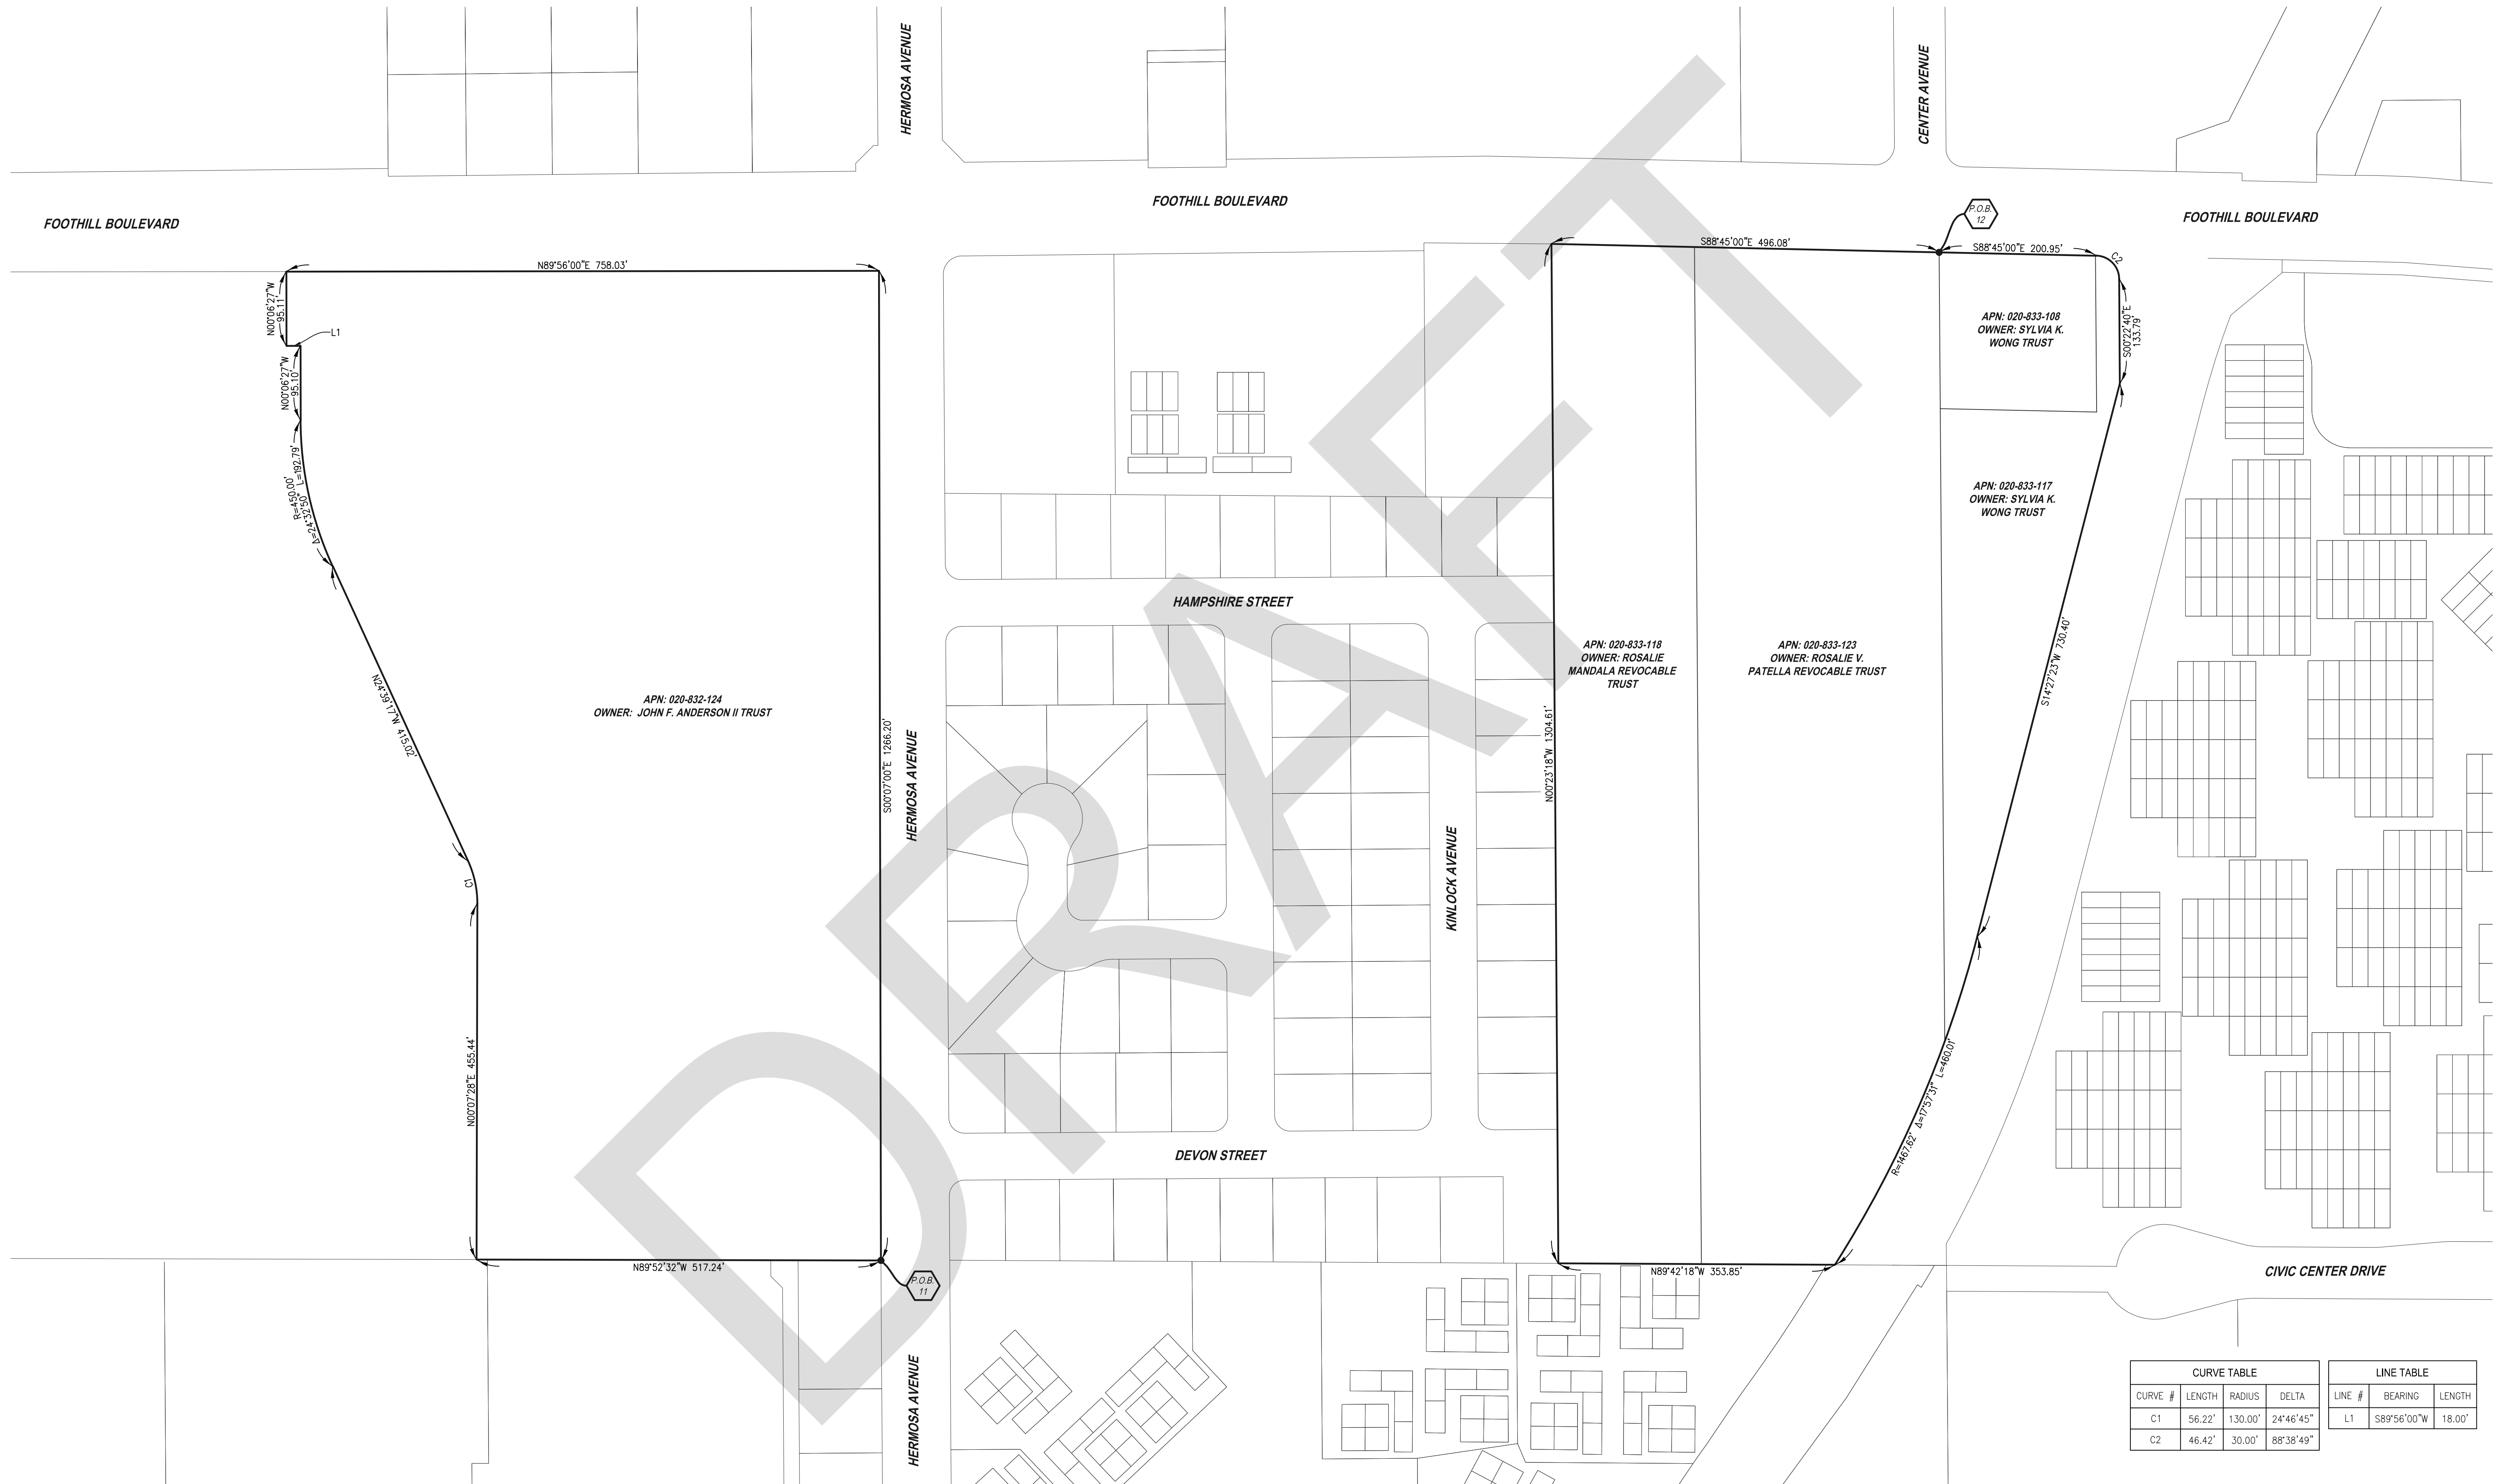 HERMOSA AVENUE
CENTER AVENUE
FOOTHILL BOULEVARD
FOOTHILL BOULEVARD
FOOTHILL BOULEVARD
P.O.B.
12
N89°56'00"E 758.03'
S88°45'00"E 496.08'
S88°45'00"E 200.95'
C2
N00°06'27"W
95.11'
L1
N00°06'27"W
95.10'
R=450.00'
Δ=24°32'50" L=192.79'
N24°39'17"W 415.02'
C1
N00°07'28"E 455.44'
APN: 020-832-124
OWNER: JOHN F. ANDERSON II TRUST
S00°07'00"E 1266.20'
HERMOSA AVENUE
N89°52'32"W 517.24'
P.O.B.
11
HERMOSA AVENUE
HAMPSHIRE STREET
KINLOCK AVENUE
DEVON STREET
N00°23'18"W 1304.61'
APN: 020-833-118
OWNER: ROSALIE
MANDALA REVOCABLE
TRUST
APN: 020-833-123
OWNER: ROSALIE V.
PATELLA REVOCABLE TRUST
APN: 020-833-108
OWNER: SYLVIA K.
WONG TRUST
S00°22'40"E
133.79'
APN: 020-833-117
OWNER: SYLVIA K.
WONG TRUST
S14°27'23"W 730.40'
R=1467.62' Δ=17°57'31" L=460.01'
N89°42'18"W 353.85'
CIVIC CENTER DRIVE
DRAFT
CURVE TABLE
CURVE # LENGTH RADIUS DELTA
C1 56.22' 130.00' 24°46'45"
C2 46.42' 30.00' 88°38'49"
LINE TABLE
LINE # BEARING LENGTH
L1 S89°56'00"W 18.00'